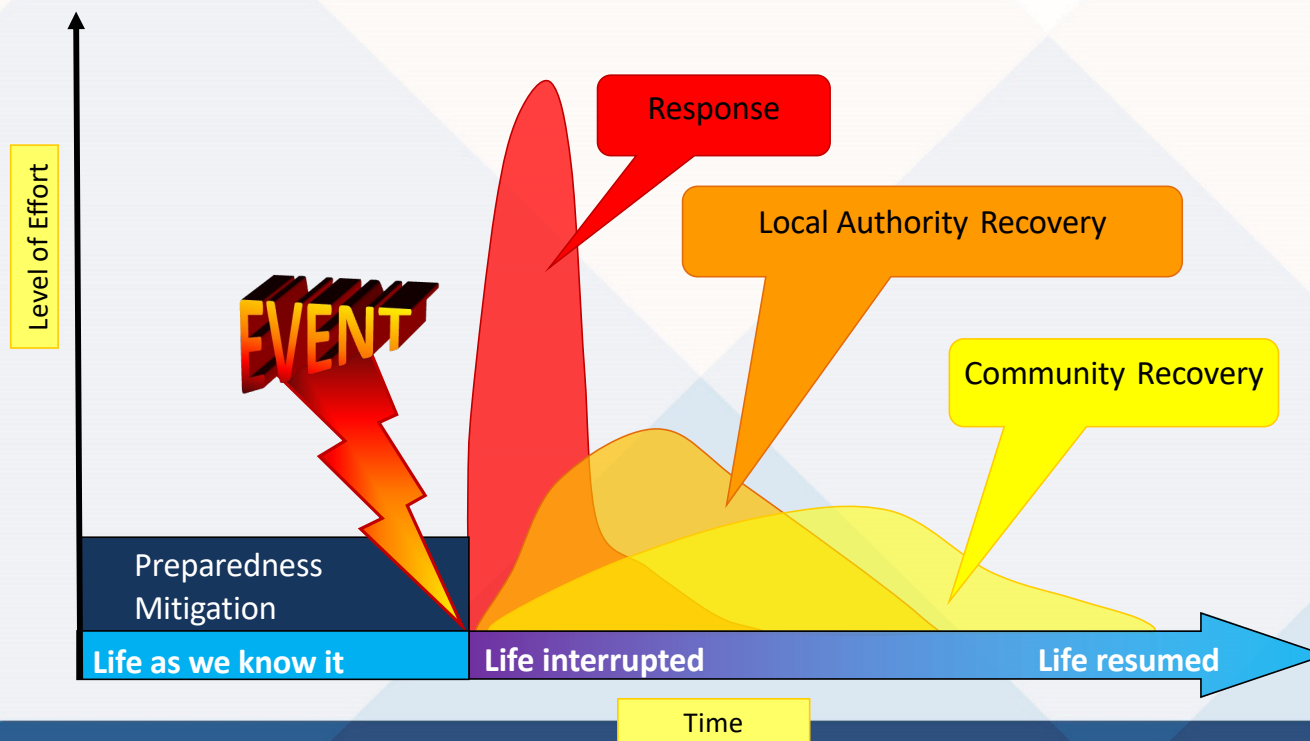 Response
Local Authority Recovery
Level of Effort
EVENT
Community Recovery
Preparedness
Mitigation
Life as we know it
Life interrupted
Life resumed
Time